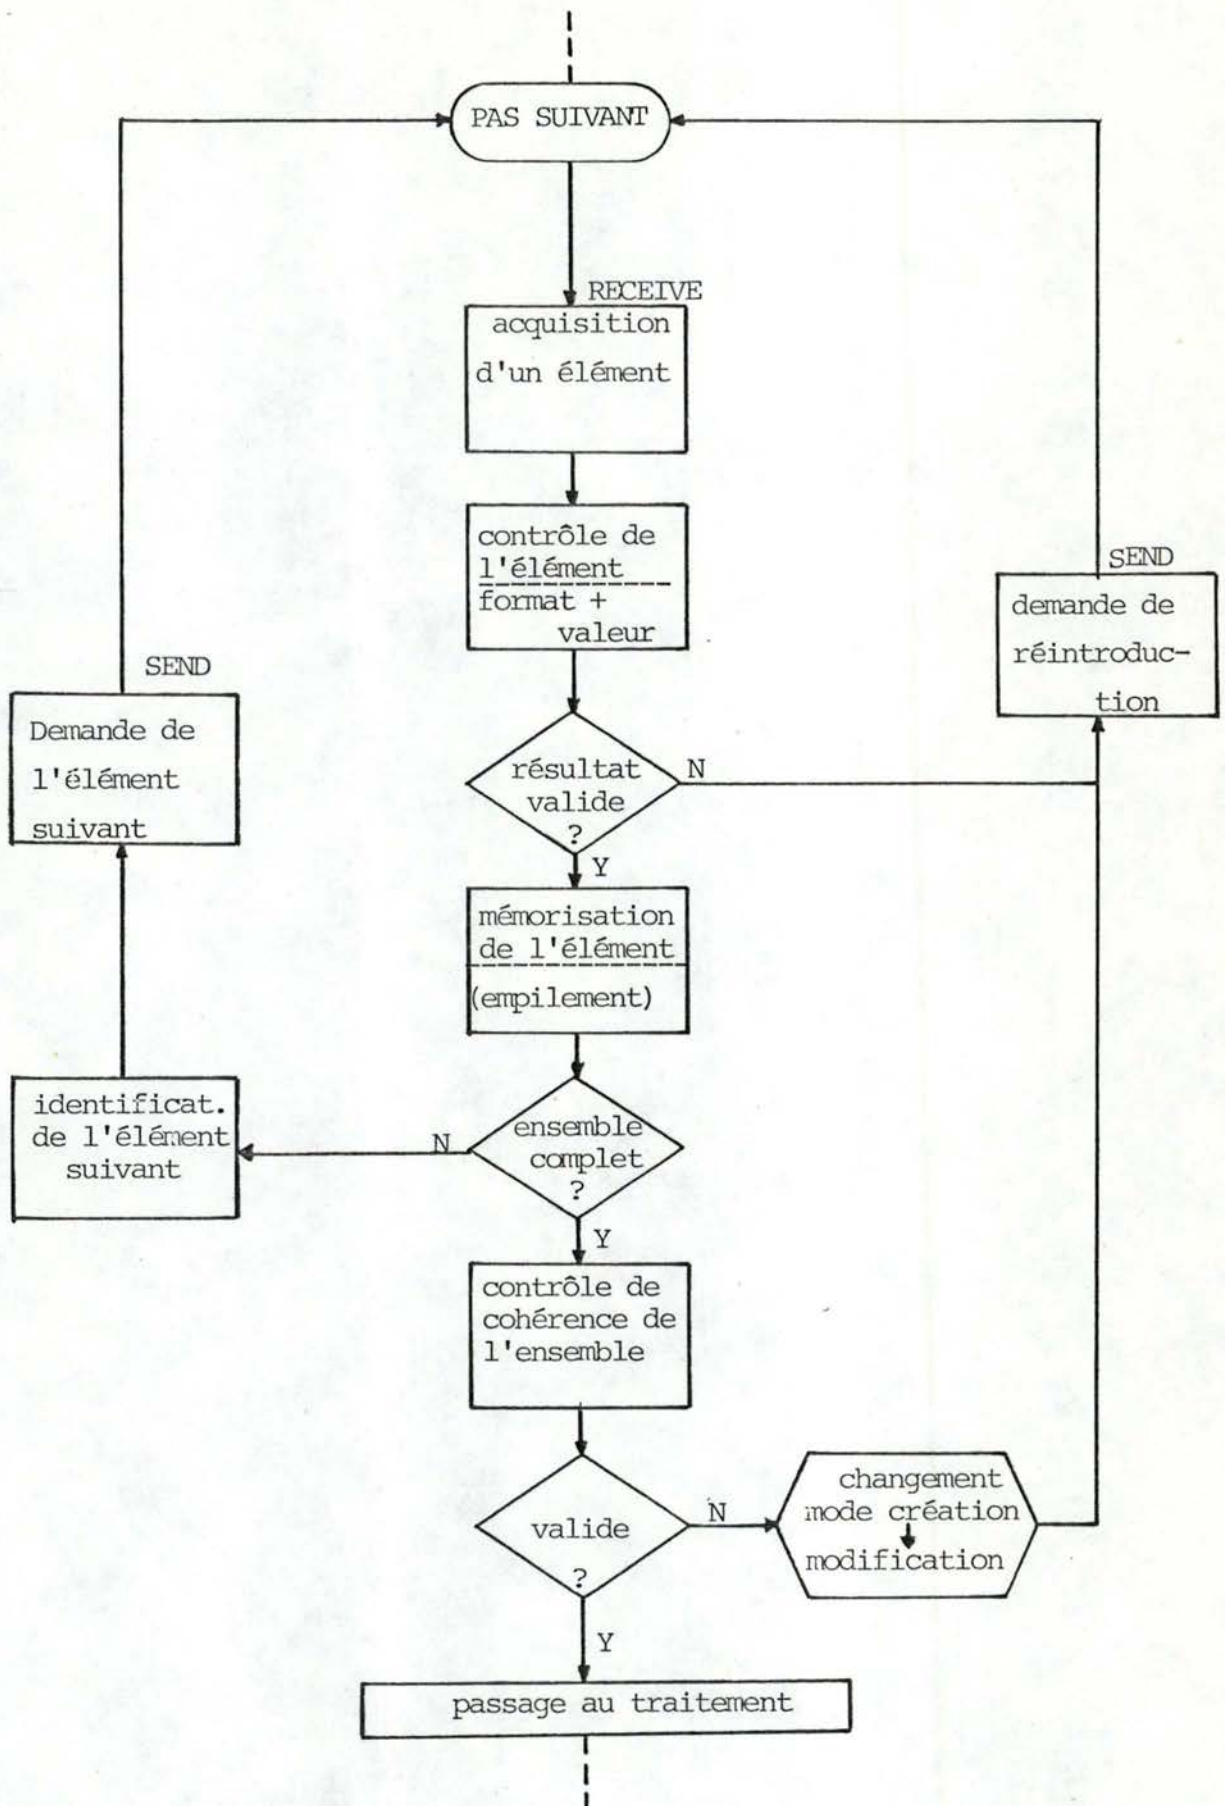 PAS SUIVANT
RECEIVE
acquisition
d'un élément
contrôle de
l'élément
format +
valeur
SEND
demande de
réintroduc-
tion
SEND
Demande de
l'élément
suivant
résultat
valide
?
N
Y
mémorisation
de l'élément
(empilement)
identificat.
de l'élément
suivant
N
ensemble
complet
?
Y
contrôle de
cohérence de
l'ensemble
valide
?
N
changement
mode création
modification
Y
passage au traitement